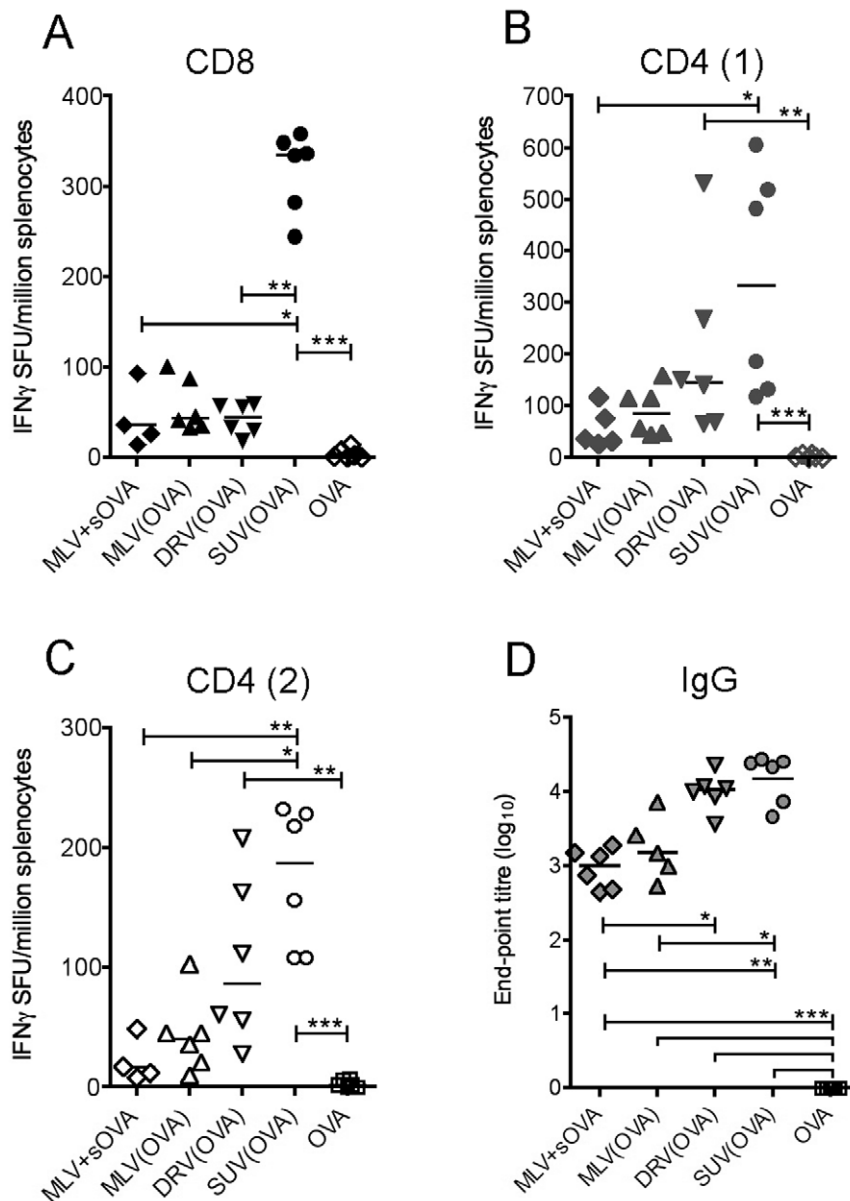 A
CD8
IFNγ SFU/million splenocytes
400
300
200
100
0
**
*
***
MLV+sOVA
MLV(OVA)
DRV(OVA)
SUV(OVA)
OVA
B
CD4 (1)
IFNγ SFU/million splenocytes
700
600
500
400
300
200
100
0
*
**
***
MLV+sOVA
MLV(OVA)
DRV(OVA)
SUV(OVA)
OVA
C
CD4 (2)
IFNγ SFU/million splenocytes
300
200
100
0
**
*
**
***
MLV+sOVA
MLV(OVA)
DRV(OVA)
SUV(OVA)
OVA
D
IgG
End-point titre (log₁₀)
5
4
3
2
1
0
*
*
**
***
MLV+sOVA
MLV(OVA)
DRV(OVA)
SUV(OVA)
OVA